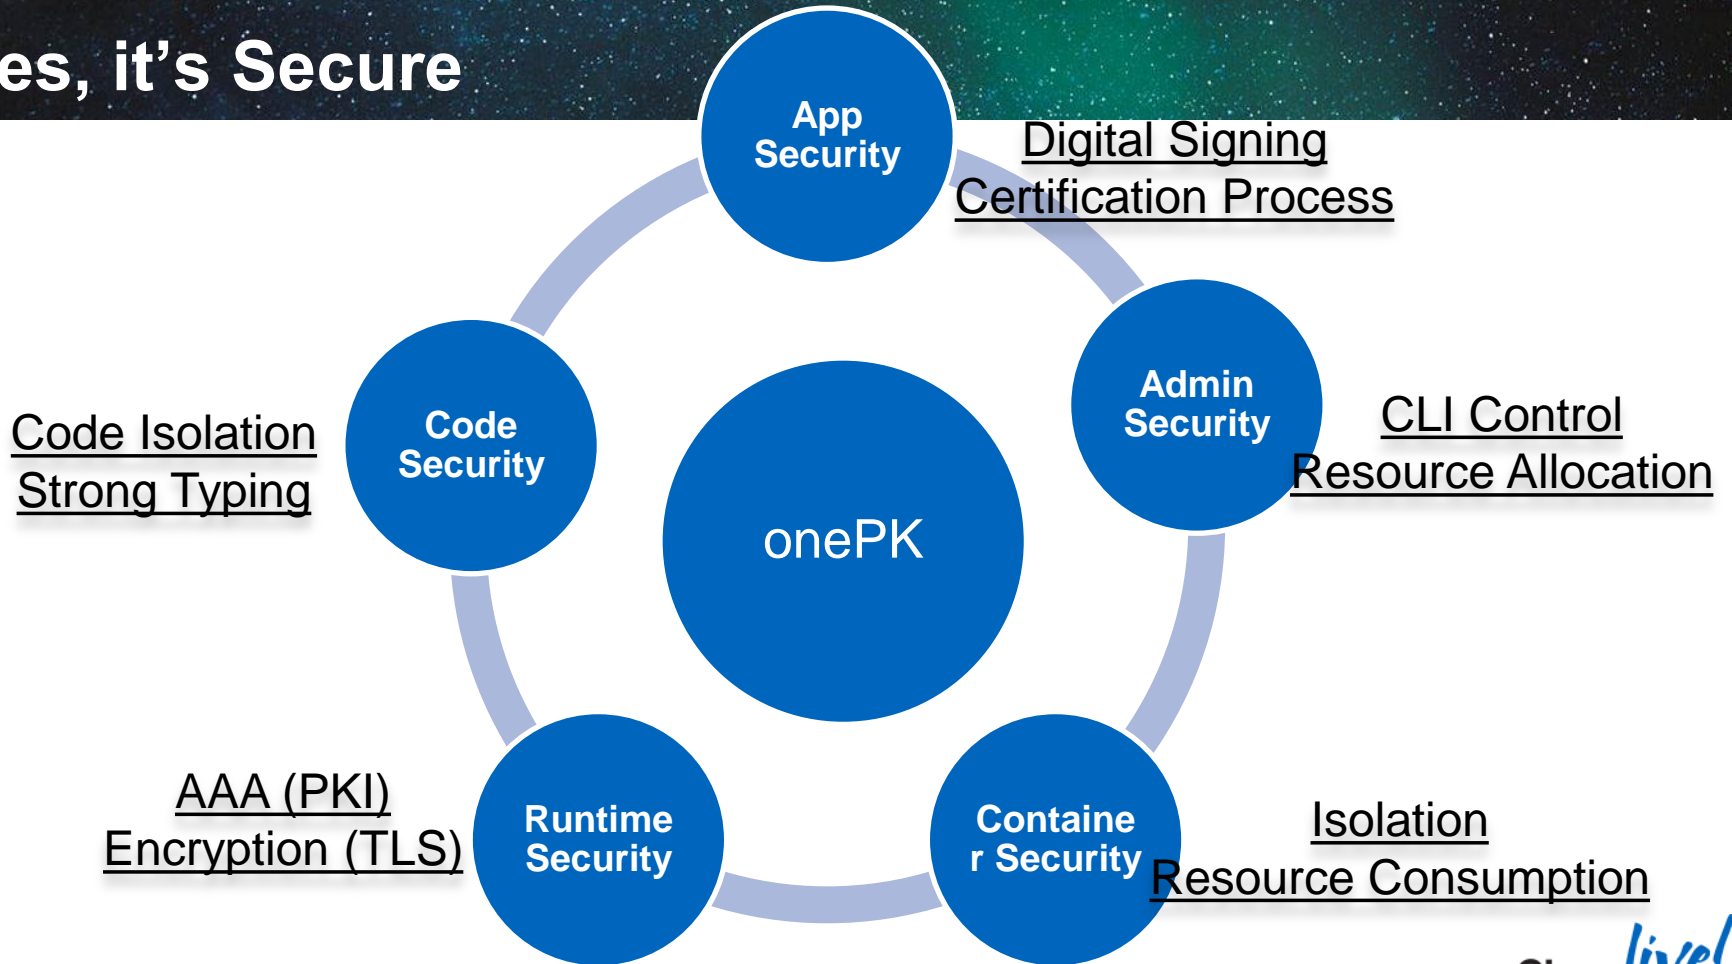 es, it's Secure
App
Security
Digital Signing
Certification Process
Admin
Security
CLI Control
Resource Allocation
Code
Security
Code Isolation
Strong Typing
onePK
Runtime
Security
AAA (PKI)
Encryption (TLS)
Containe
r Security
Isolation
Resource Consumption
live!